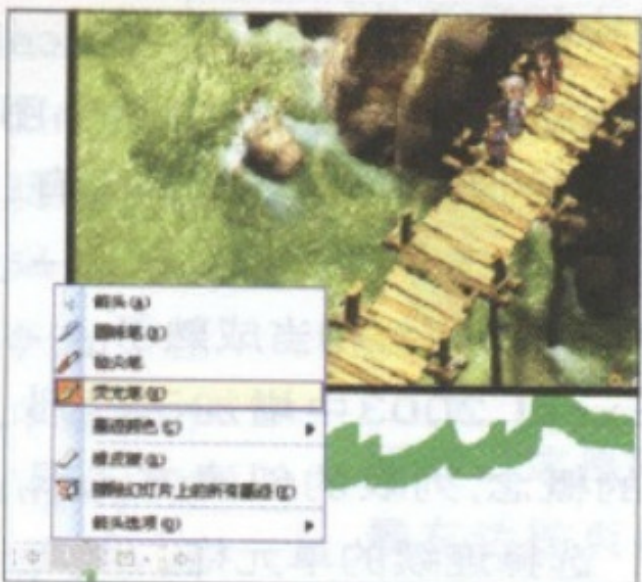 箭头(A)
圆珠笔(B)
毡尖笔
荧光笔(H)
墨迹颜色(C)
橡皮擦(R)
擦除幻灯片上的所有墨迹(E)
箭头选项(O)